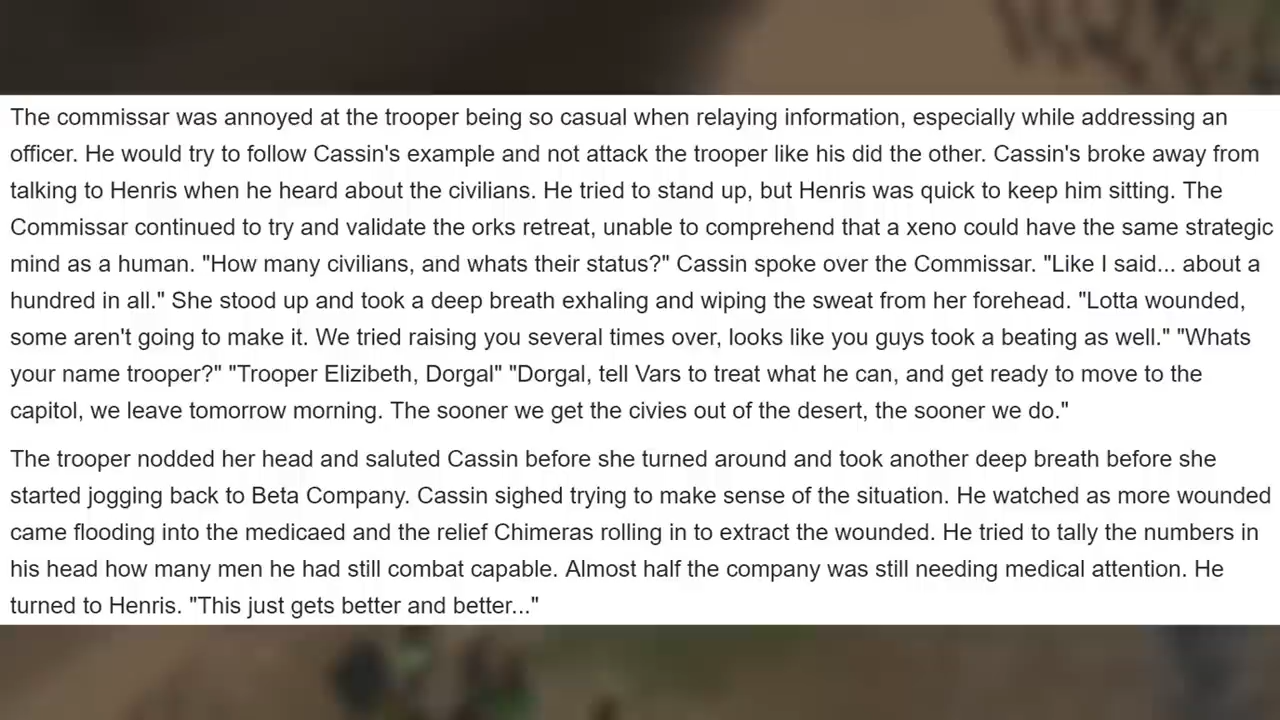 The commissar was annoyed at the trooper being so casual when relaying information, especially while addressing an
officer. He would try to follow Cassin's example and not attack the trooper like his did the other. Cassin's broke away from
talking to Henris when he heard about the civilians. He tried to stand up, but Henris was quick to keep him sitting. The
Commissar continued to try and validate the orks retreat, unable to comprehend that a xeno could have the same strategic
mind as a human. "How many civilians, and whats their status?" Cassin spoke over the Commissar. "Like I said... about a
hundred in all." She stood up and took a deep breath exhaling and wiping the sweat from her forehead. "Lotta wounded,
some aren't going to make it. We tried raising you several times over, looks like you guys took a beating as well." "Whats
your name trooper?" "Trooper Elizibeth, Dorgal" "Dorgal, tell Vars to treat what he can, and get ready to move to the
capitol, we leave tomorrow morning. The sooner we get the civies out of the desert, the sooner we do."
The trooper nodded her head and saluted Cassin before she turned around and took another deep breath before she
started jogging back to Beta Company. Cassin sighed trying to make sense of the situation. He watched as more wounded
came flooding into the medicaed and the relief Chimeras rolling in to extract the wounded. He tried to tally the numbers in
his head how many men he had still combat capable. Almost half the company was still needing medical attention. He
turned to Henris. "This just gets better and better..."